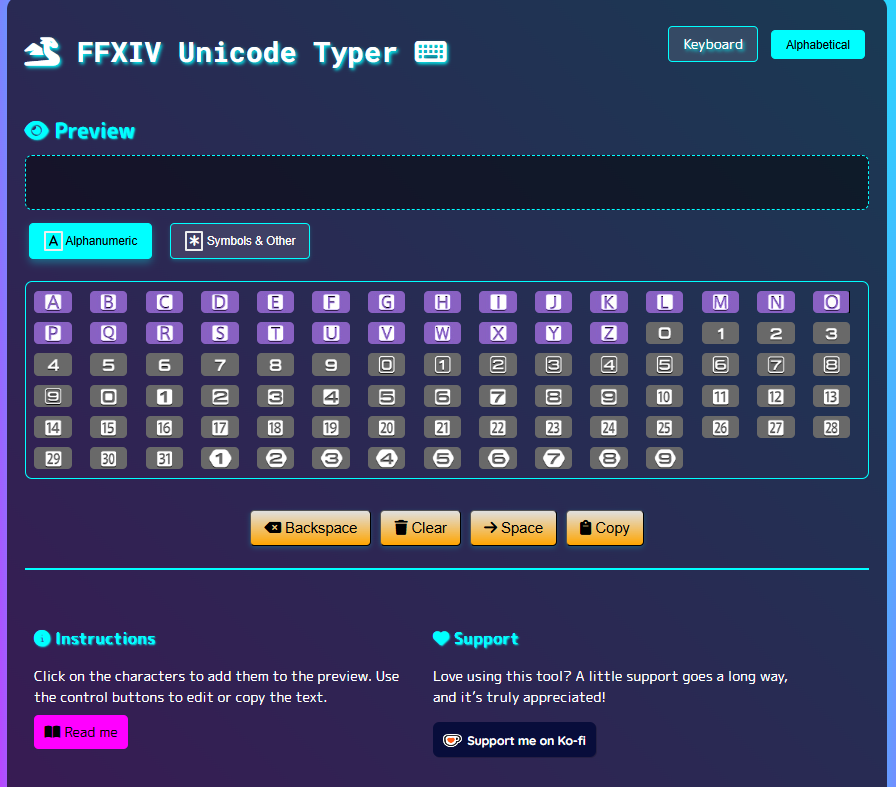 FFXIV Unicode Typer
Keyboard
Alphabetical
Preview
A Alphanumeric
Symbols & Other
A B C D E F G H I J K L M N O
P Q R S T U V W X Y Z 0 1 2 3
4 5 6 7 8 9 0 1 2 3 4 5 6 7 8
9 0 1 2 3 4 5 6 7 8 9 10 11 12 13
14 15 16 17 18 19 20 21 22 23 24 25 26 27 28
29 30 31 1 2 3 4 5 6 7 8 9
Backspace
Clear
Space
Copy
Instructions
Click on the characters to add them to the preview. Use
the control buttons to edit or copy the text.
Read me
Support
Love using this tool? A little support goes a long way,
and it’s truly appreciated!
Support me on Ko-fi